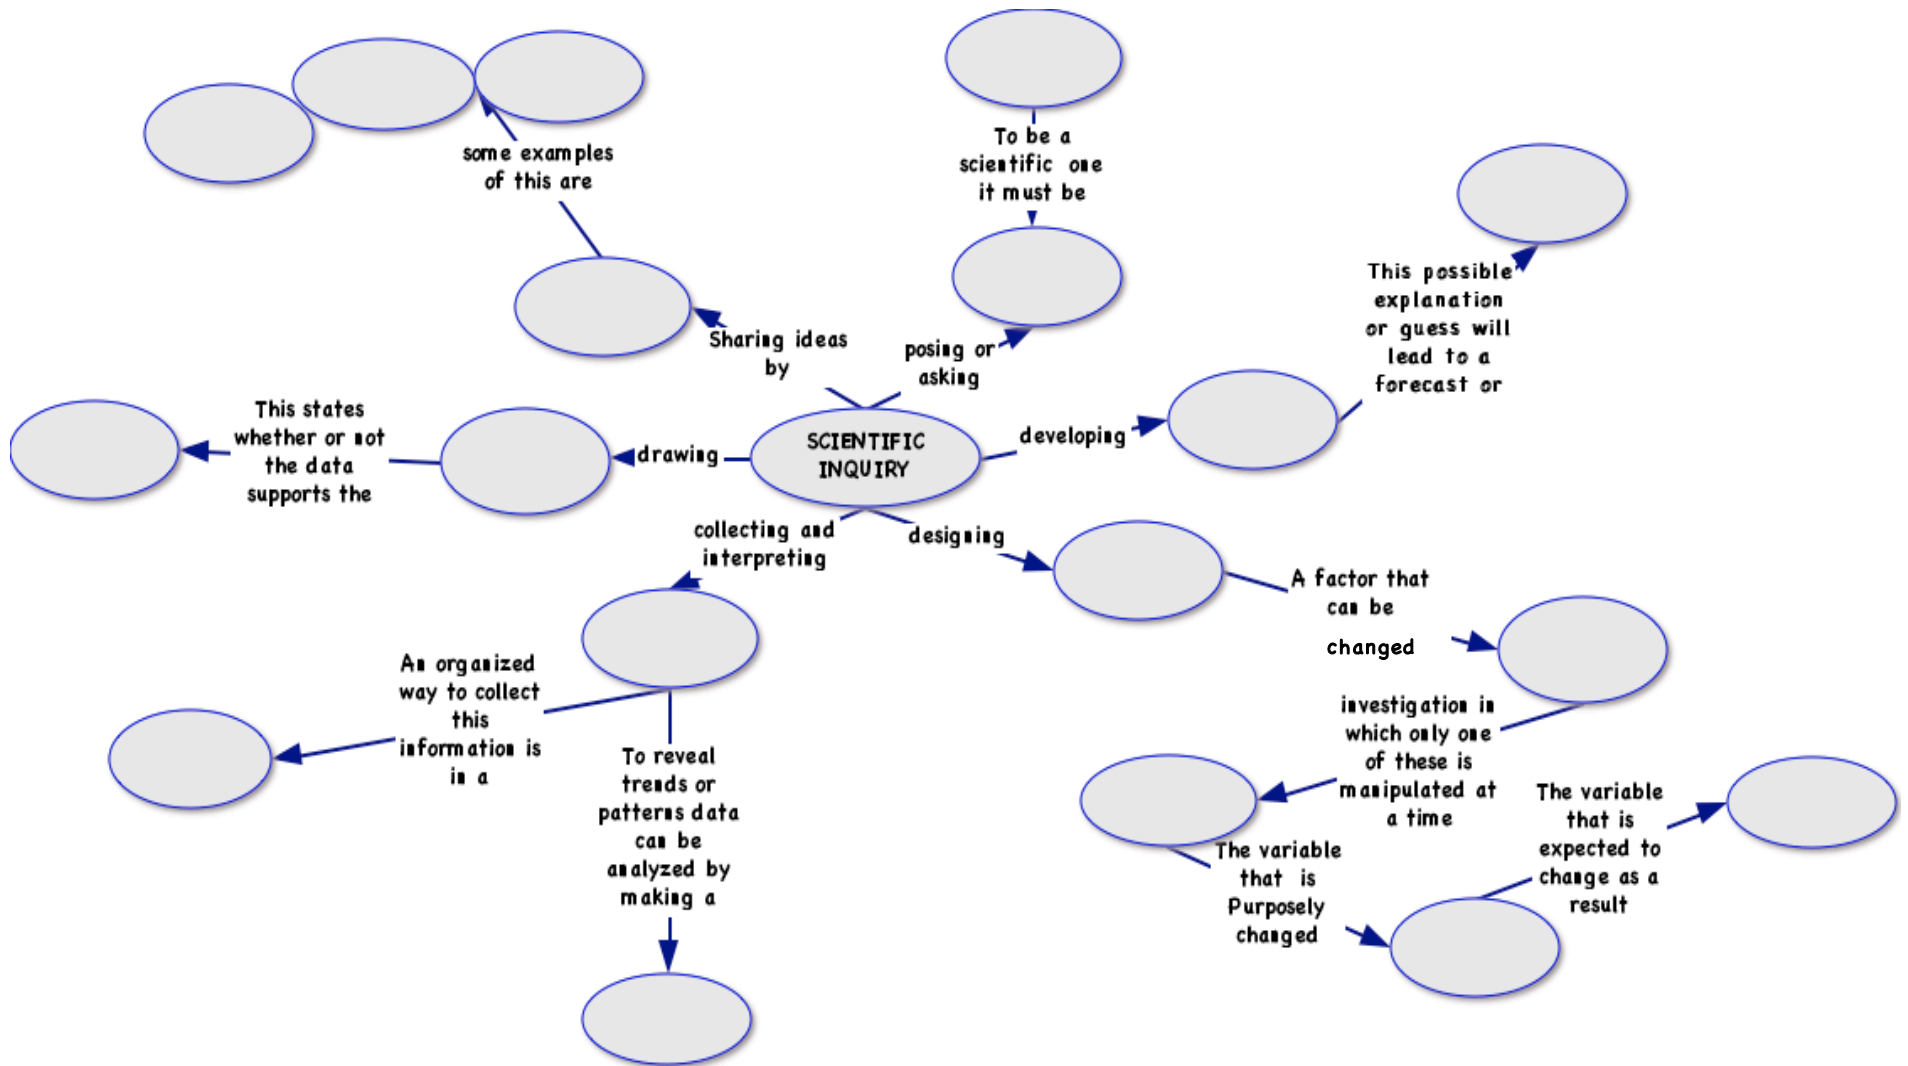 some examples
of this are
To be a
scientific one
it must be
This possible
explanation
or guess will
lead to a
forecast or
Sharing ideas
by
posing or
asking
This states
whether or not
the data
supports the
drawing
SCIENTIFIC
INQUIRY
developing
collecting and
interpreting
designing
A factor that
can be
changed
An organized
way to collect
this
information is
in a
To reveal
trends or
patterns data
can be
analyzed by
making a
investigation in
which only one
of these is
manipulated at
a time
The variable
that is
Purposely
changed
The variable
that is
expected to
change as a
result